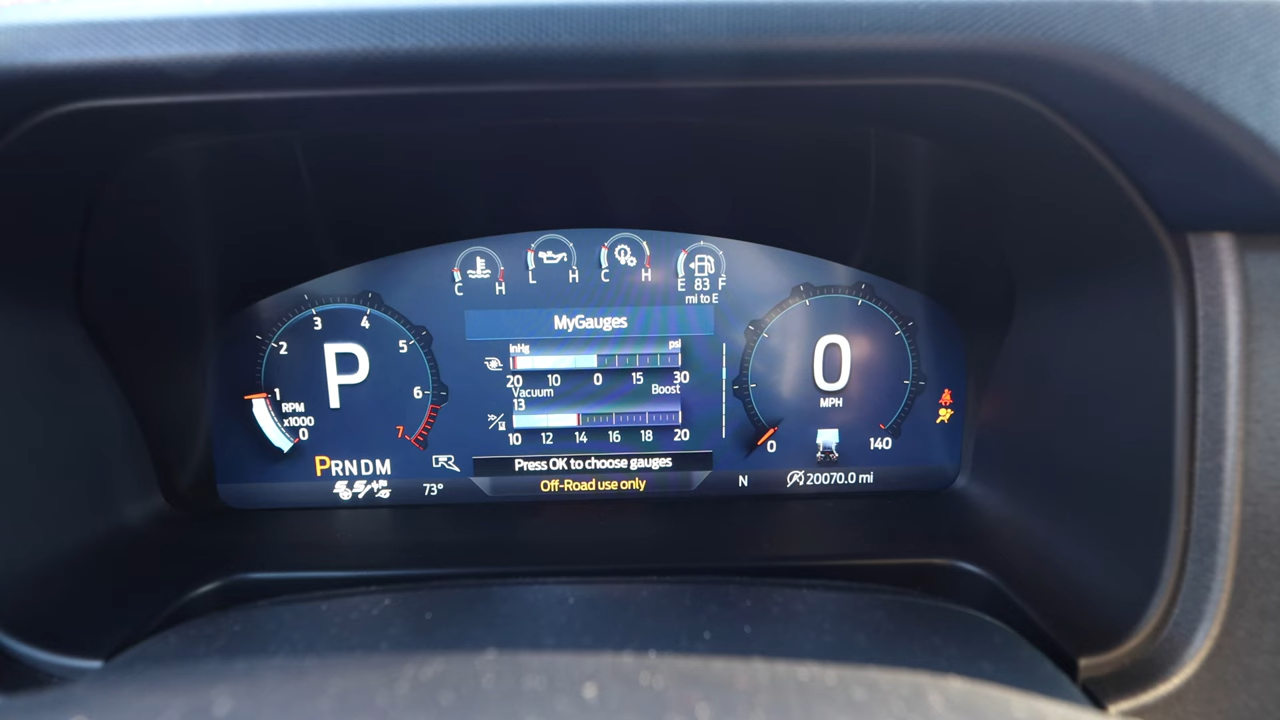 C H
L H
C H
E 83 F
mi to E
MyGauges
inHg psi
20 10 0 15 30
Vacuum Boost
13
10 12 14 16 18 20
Press OK to choose gauges
Off-Road use only
0 1 2 3 4 5 6 7
P
RPM
x1000
PRNDM
73°
0
MPH
0 140
N
20070.0 mi